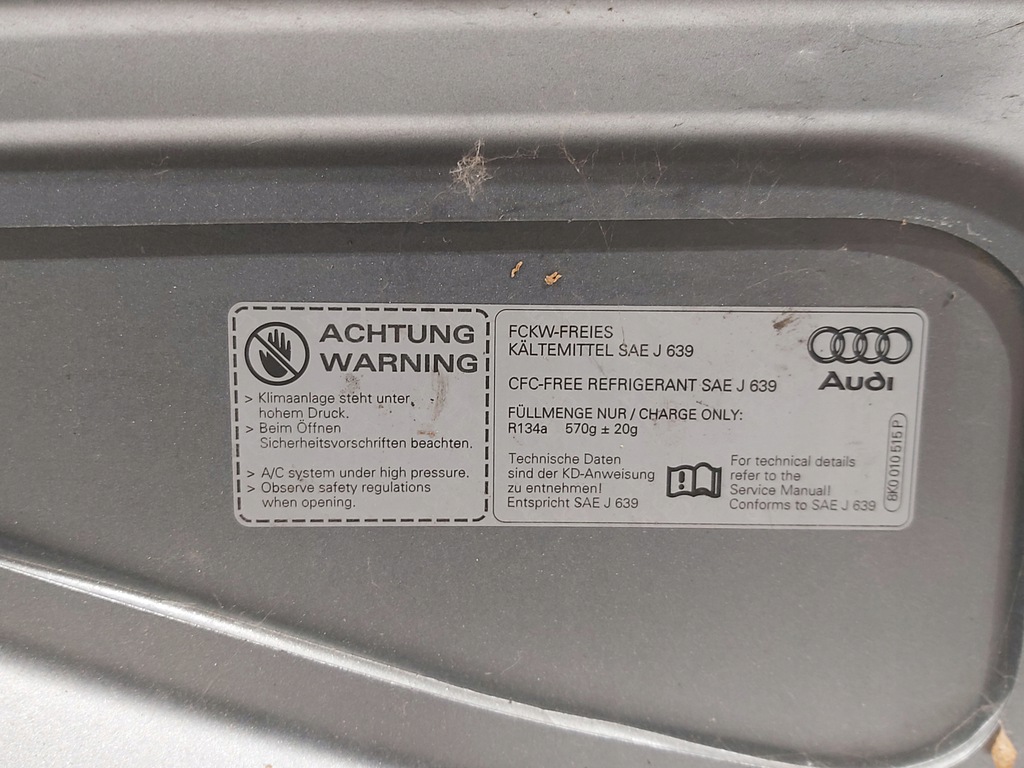 ACHTUNG
WARNING
> Klimaanlage steht unter
hohem Druck.
> Beim Öffnen
Sicherheitsvorschriften beachten.
> A/C system under high pressure.
> Observe safety regulations
when opening.
FCKW-FREIES
KÄLTEMITTEL SAE J 639
CFC-FREE REFRIGERANT SAE J 639
FÜLLMENGE NUR / CHARGE ONLY:
R134a 570g ± 20g
Technische Daten
sind der KD-Anweisung
zu entnehmen!
Entspricht SAE J 639
For technical details
refer to the
Service Manual!
Conforms to SAE J 639
Audi
8K0 010 515 P